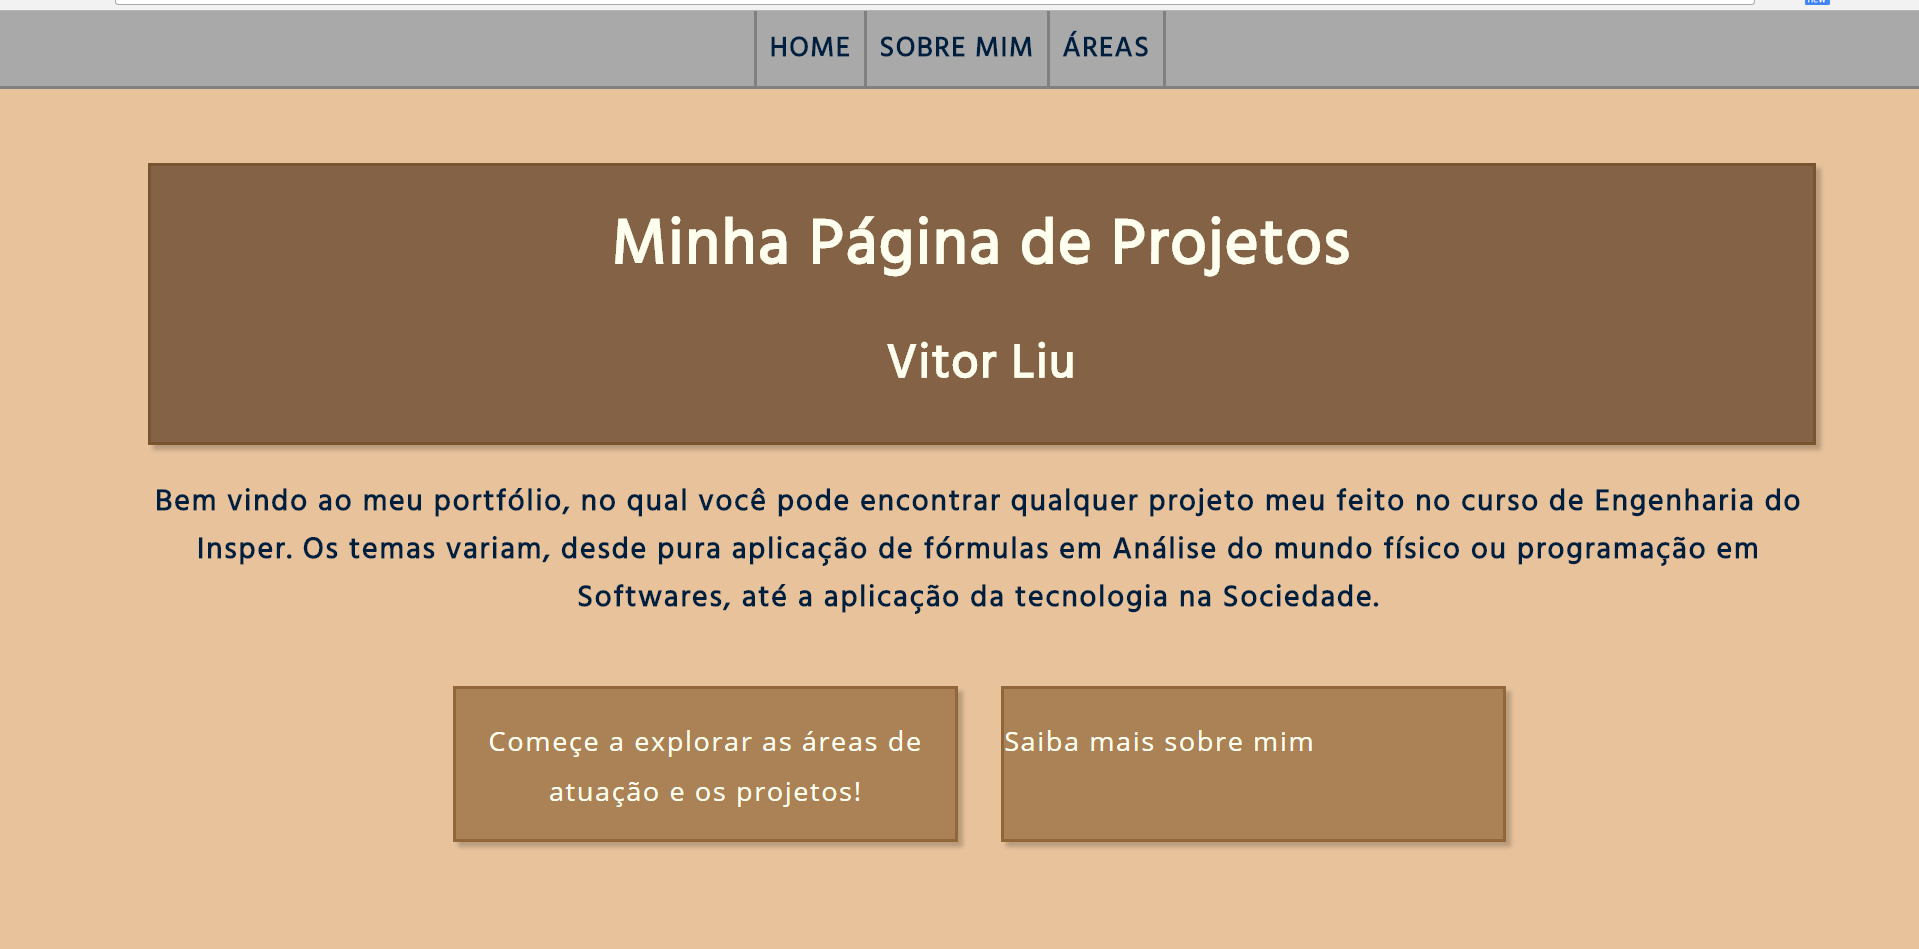 new
HOME SOBRE MIM ÁREAS
Minha Página de Projetos
Vitor Liu
Bem vindo ao meu portfólio, no qual você pode encontrar qualquer projeto meu feito no curso de Engenharia do
Insper. Os temas variam, desde pura aplicação de fórmulas em Análise do mundo físico ou programação em
Softwares, até a aplicação da tecnologia na Sociedade.
Começe a explorar as áreas de
atuação e os projetos!
Saiba mais sobre mim